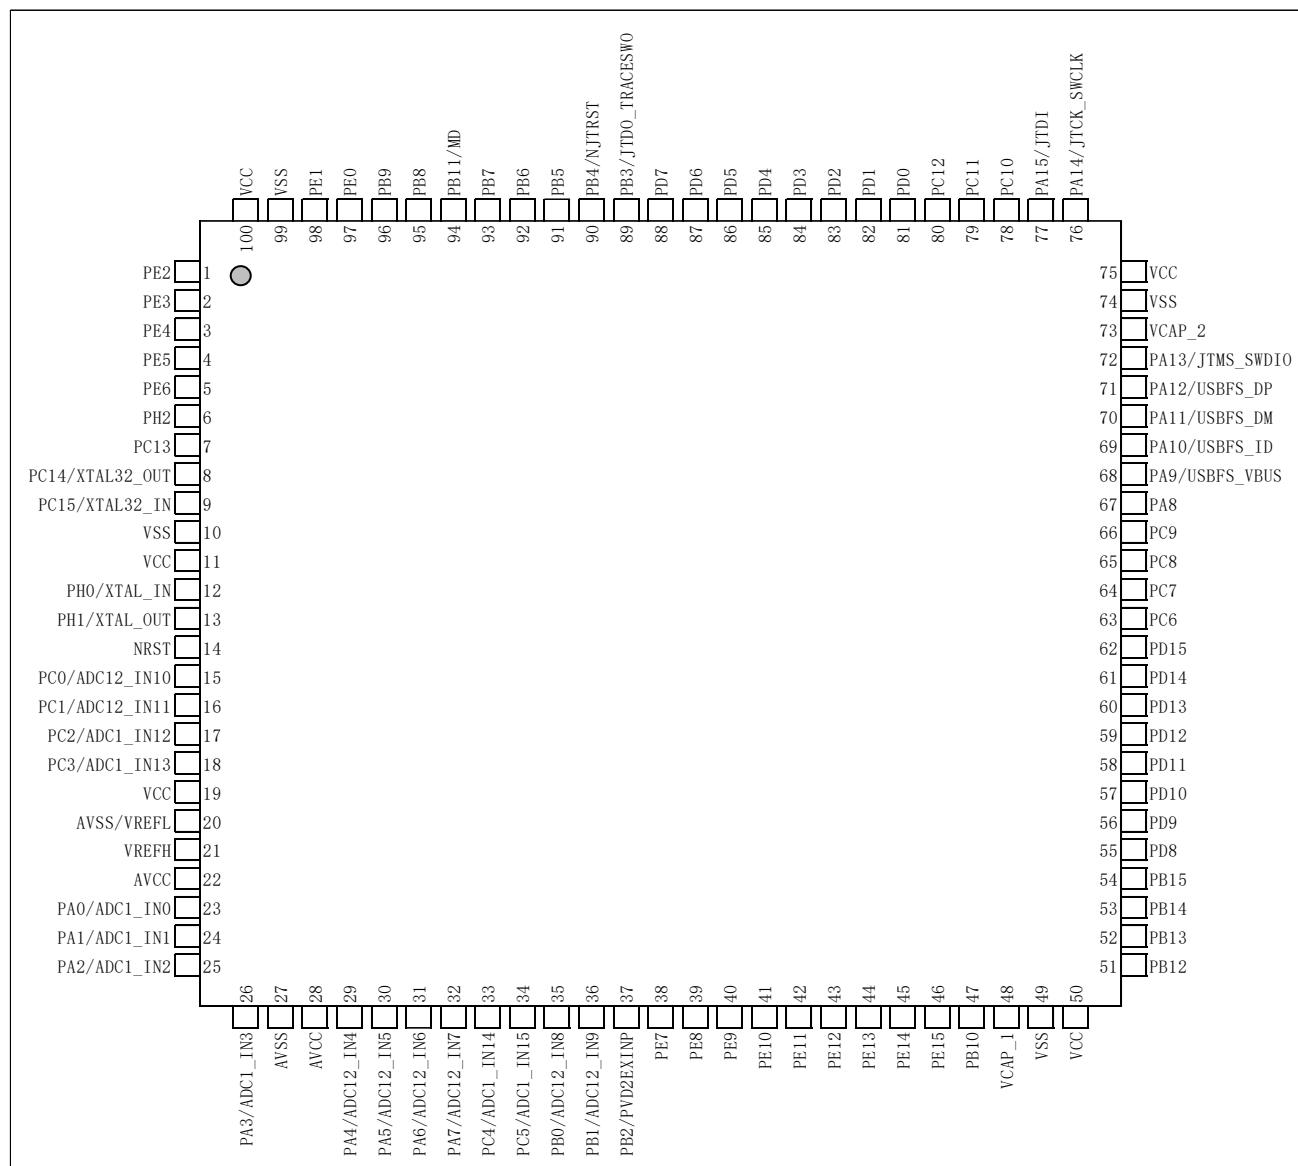 VCC
VSS
PE1
PE0
PB9
PB8
PB11/MD
PB7
PB6
PB5
PB4/NJTRST
PB3/JTDO_TRACESWO
PD7
PD6
PD5
PD4
PD3
PD2
PD1
PD0
PC12
PC11
PC10
PA15/JTDI
PA14/JTCK_SWCLK
100
99
98
97
96
95
94
93
92
91
90
89
88
87
86
85
84
83
82
81
80
79
78
77
76
PE2 1
PE3 2
PE4 3
PE5 4
PE6 5
PH2 6
PC13 7
PC14/XTAL32_OUT 8
PC15/XTAL32_IN 9
VSS 10
VCC 11
PH0/XTAL_IN 12
PH1/XTAL_OUT 13
NRST 14
PC0/ADC12_IN10 15
PC1/ADC12_IN11 16
PC2/ADC1_IN12 17
PC3/ADC1_IN13 18
VCC 19
AVSS/VREFL 20
VREFH 21
AVCC 22
PA0/ADC1_IN0 23
PA1/ADC1_IN1 24
PA2/ADC1_IN2 25
75 VCC
74 VSS
73 VCAP_2
72 PA13/JTMS_SWDIO
71 PA12/USBFS_DP
70 PA11/USBFS_DM
69 PA10/USBFS_ID
68 PA9/USBFS_VBUS
67 PA8
66 PC9
65 PC8
64 PC7
63 PC6
62 PD15
61 PD14
60 PD13
59 PD12
58 PD11
57 PD10
56 PD9
55 PD8
54 PB15
53 PB14
52 PB13
51 PB12
26
27
28
29
30
31
32
33
34
35
36
37
38
39
40
41
42
43
44
45
46
47
48
49
50
PA3/ADC1_IN3
AVSS
AVCC
PA4/ADC12_IN4
PA5/ADC12_IN5
PA6/ADC12_IN6
PA7/ADC12_IN7
PC4/ADC1_IN14
PC5/ADC1_IN15
PB0/ADC12_IN8
PB1/ADC12_IN9
PB2/PVD2EXINP
PE7
PE8
PE9
PE10
PE11
PE12
PE13
PE14
PE15
PB10
VCAP_1
VSS
VCC